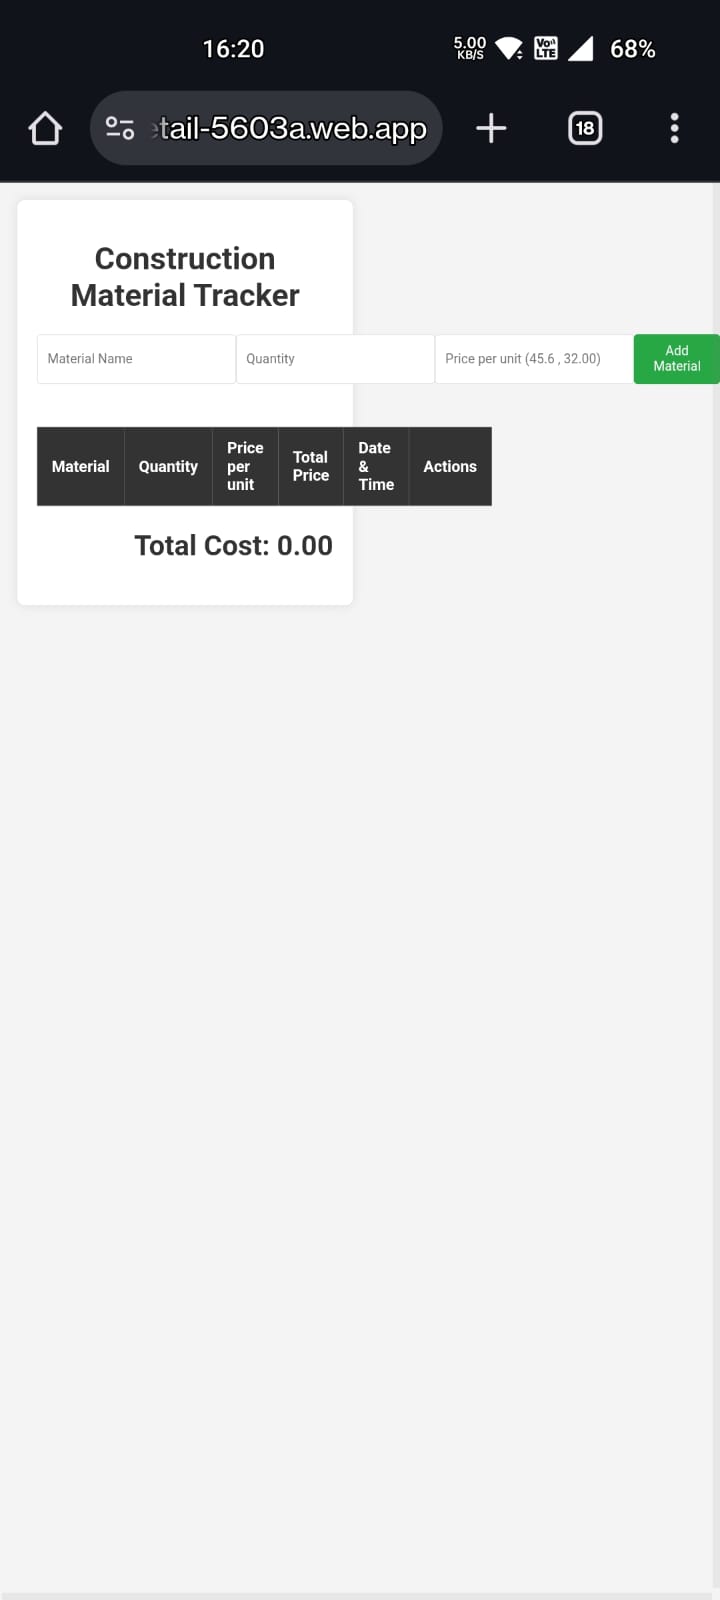 16:20
5.00
KB/S
Vo
LTE
68%
tail-5603a.web.app
18
Construction
Material Tracker
Material Name
Quantity
Price per unit (45.6 , 32.00)
Add
Material
Material
Quantity
Price
per
unit
Total
Price
Date
&
Time
Actions
Total Cost: 0.00